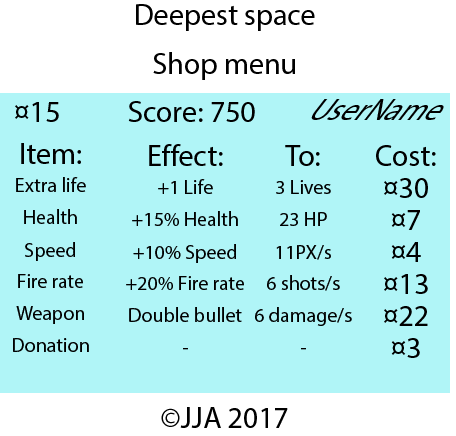 Deepest space
Shop menu
¤15 Score: 750 UserName
Item: Effect: To: Cost:
Extra life +1 Life 3 Lives ¤30
Health +15% Health 23 HP ¤7
Speed +10% Speed 11PX/s ¤4
Fire rate +20% Fire rate 6 shots/s ¤13
Weapon Double bullet 6 damage/s ¤22
Donation - - ¤3
©JJA 2017